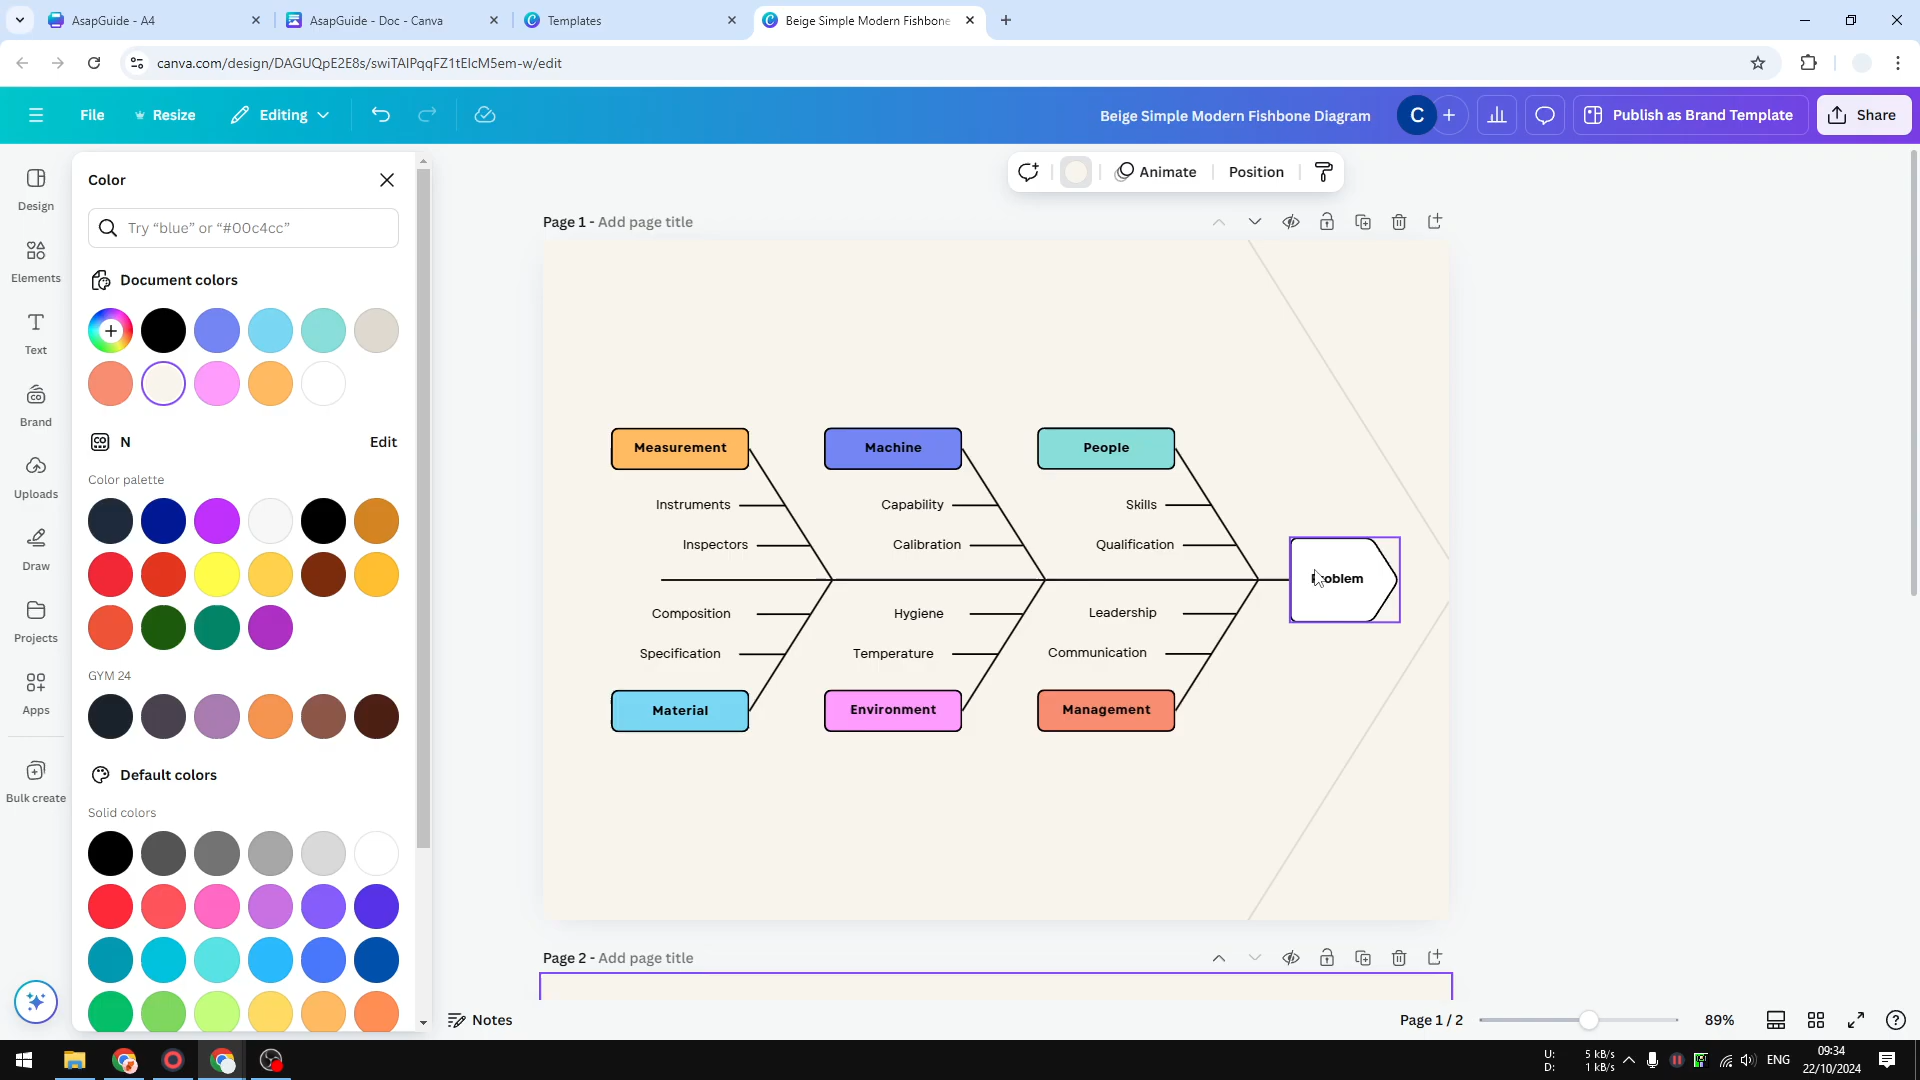 AsapGuide - A4
AsapGuide - Doc - Canva
Templates
Beige Simple Modern Fishbone
canva.com/design/DAGUQpE2E8s/swiTAlPqqFZ1tElcM5em-w/edit
File
Resize
Editing
Beige Simple Modern Fishbone Diagram
C
Publish as Brand Template
Share
Design
Elements
Text
Brand
Uploads
Draw
Projects
Apps
Bulk create
Color
Try “blue” or “#00c4cc”
Document colors
N
Edit
Color palette
GYM 24
Default colors
Solid colors
Animate
Position
Page 1 - Add page title
Measurement
Machine
People
Instruments
Capability
Skills
Inspectors
Calibration
Qualification
Problem
Composition
Hygiene
Leadership
Specification
Temperature
Communication
Material
Environment
Management
Page 2 - Add page title
Notes
Page 1 / 2
89%
U:
5 kB/s
D:
1 kB/s
ENG
09:34
22/10/2024